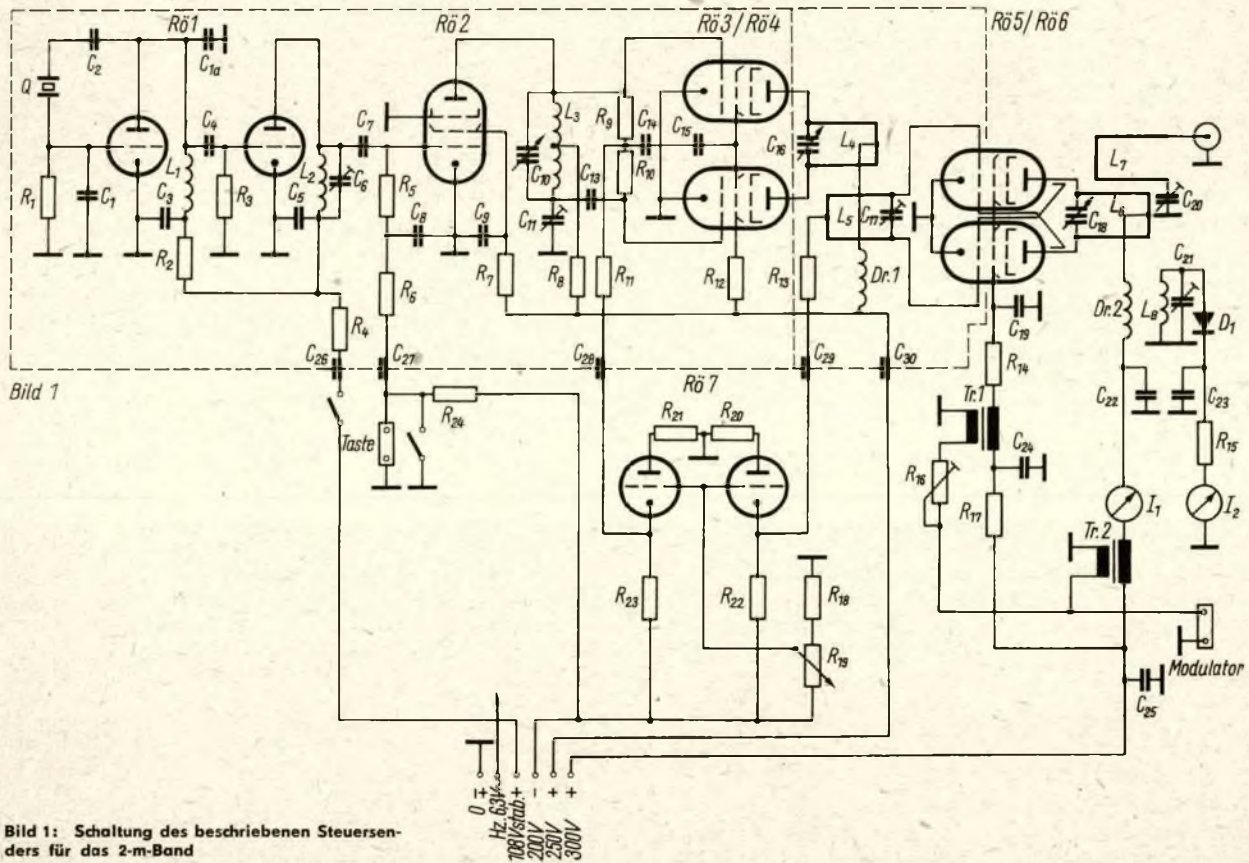 Rö1
Rö2
Rö3/Rö4
Rö5/Rö6
Q
C2
C1a
C4
C7
L1
L2
C6
C3
C5
R1
C1
R2
R3
R4
R5
C8
C9
R6
R7
L3
C10
C11
C13
R8
R9
R10
C14
C15
R11
R12
C16
L4
L5
C17
R13
Dr.1
L7
L6
C18
C20
C19
R14
Dr.2
L8
C21
D1
C22
C23
R15
I1
I2
Tr.1
R16
C24
R17
Tr.2
C25
Modulator
C26
C27
C28
C29
C30
Bild 1
Taste
R24
Rö7
R21
R20
R23
R22
R18
R19
0 - +
Hz. 6,3V~
108Vstab. +
200V -
250V +
300V +
Bild 1: Schaltung des beschriebenen Steuersen-
ders für das 2-m-Band